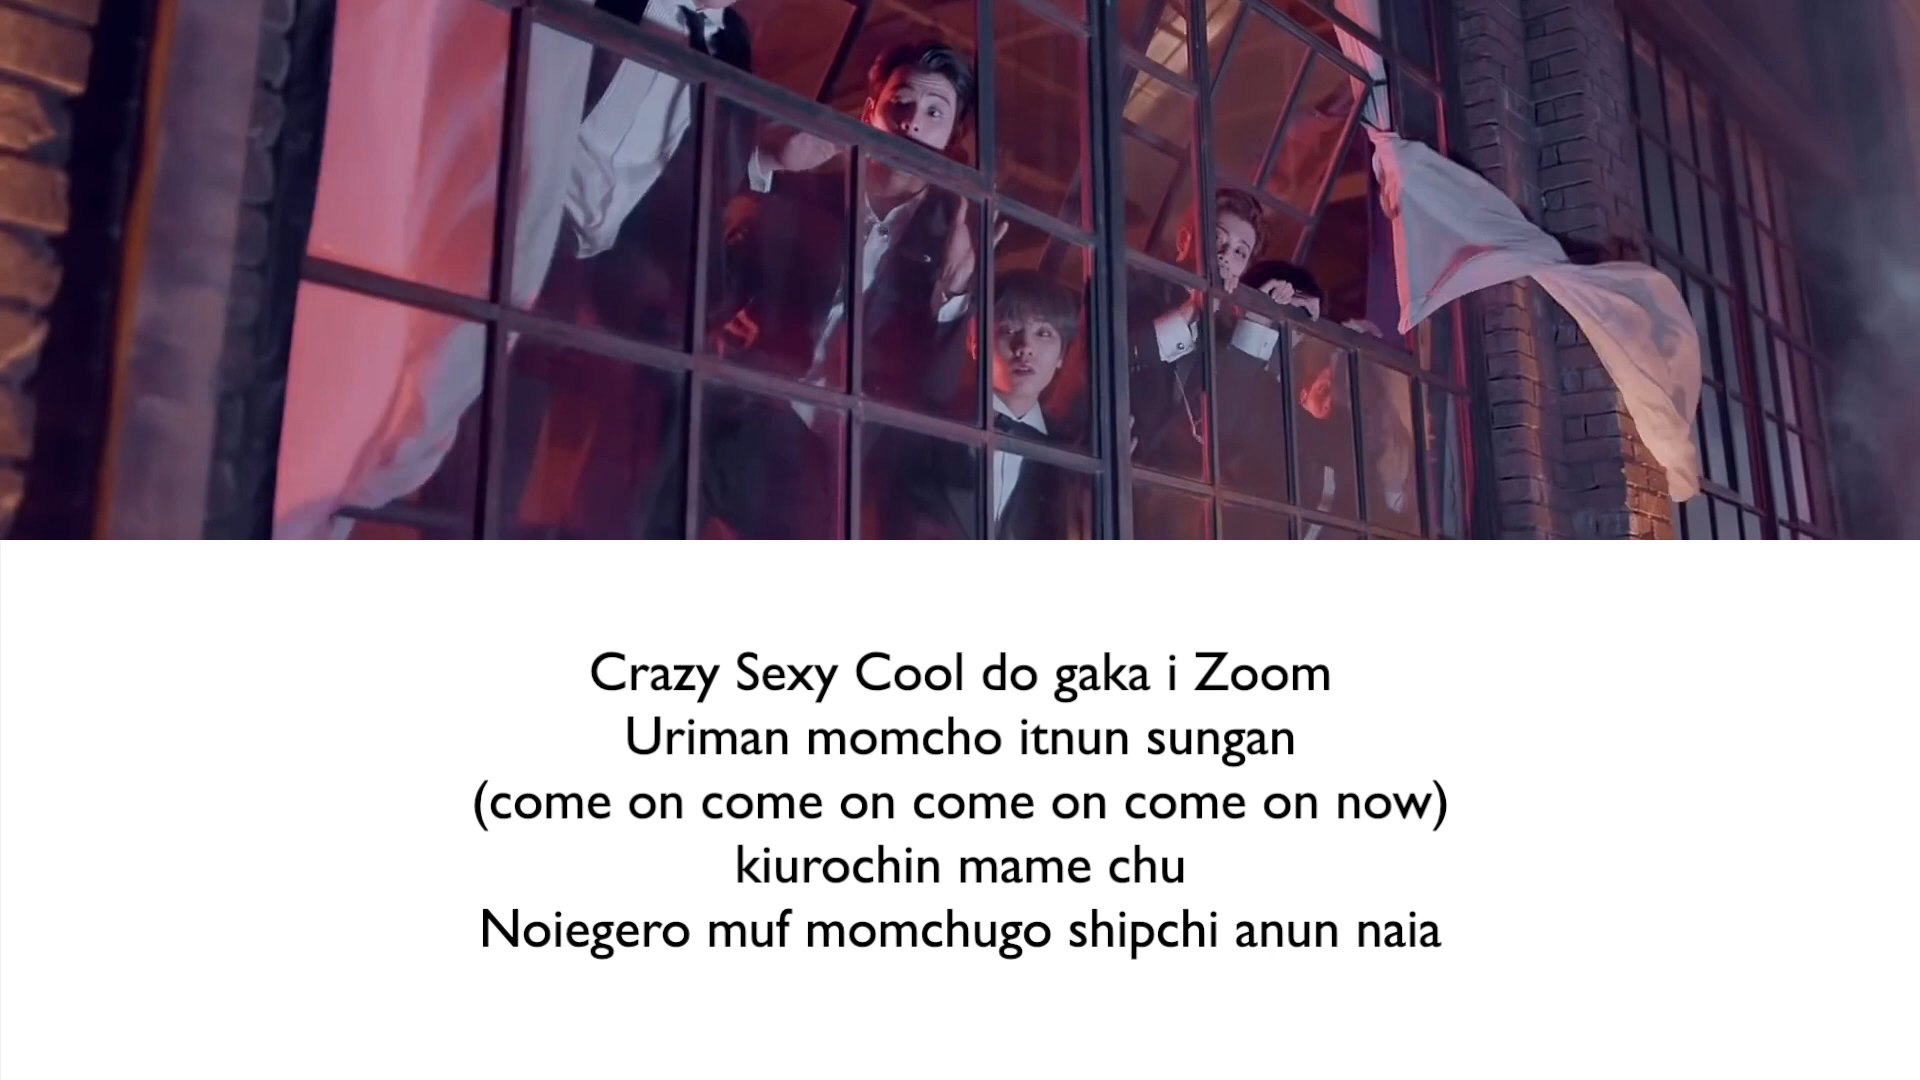 Crazy Sexy Cool do gaka i Zoom
Uriman momcho itnun sungan
(come on come on come on come on now)
kiurochin mame chu
Noiegero muf momchugo shipchi anun naia